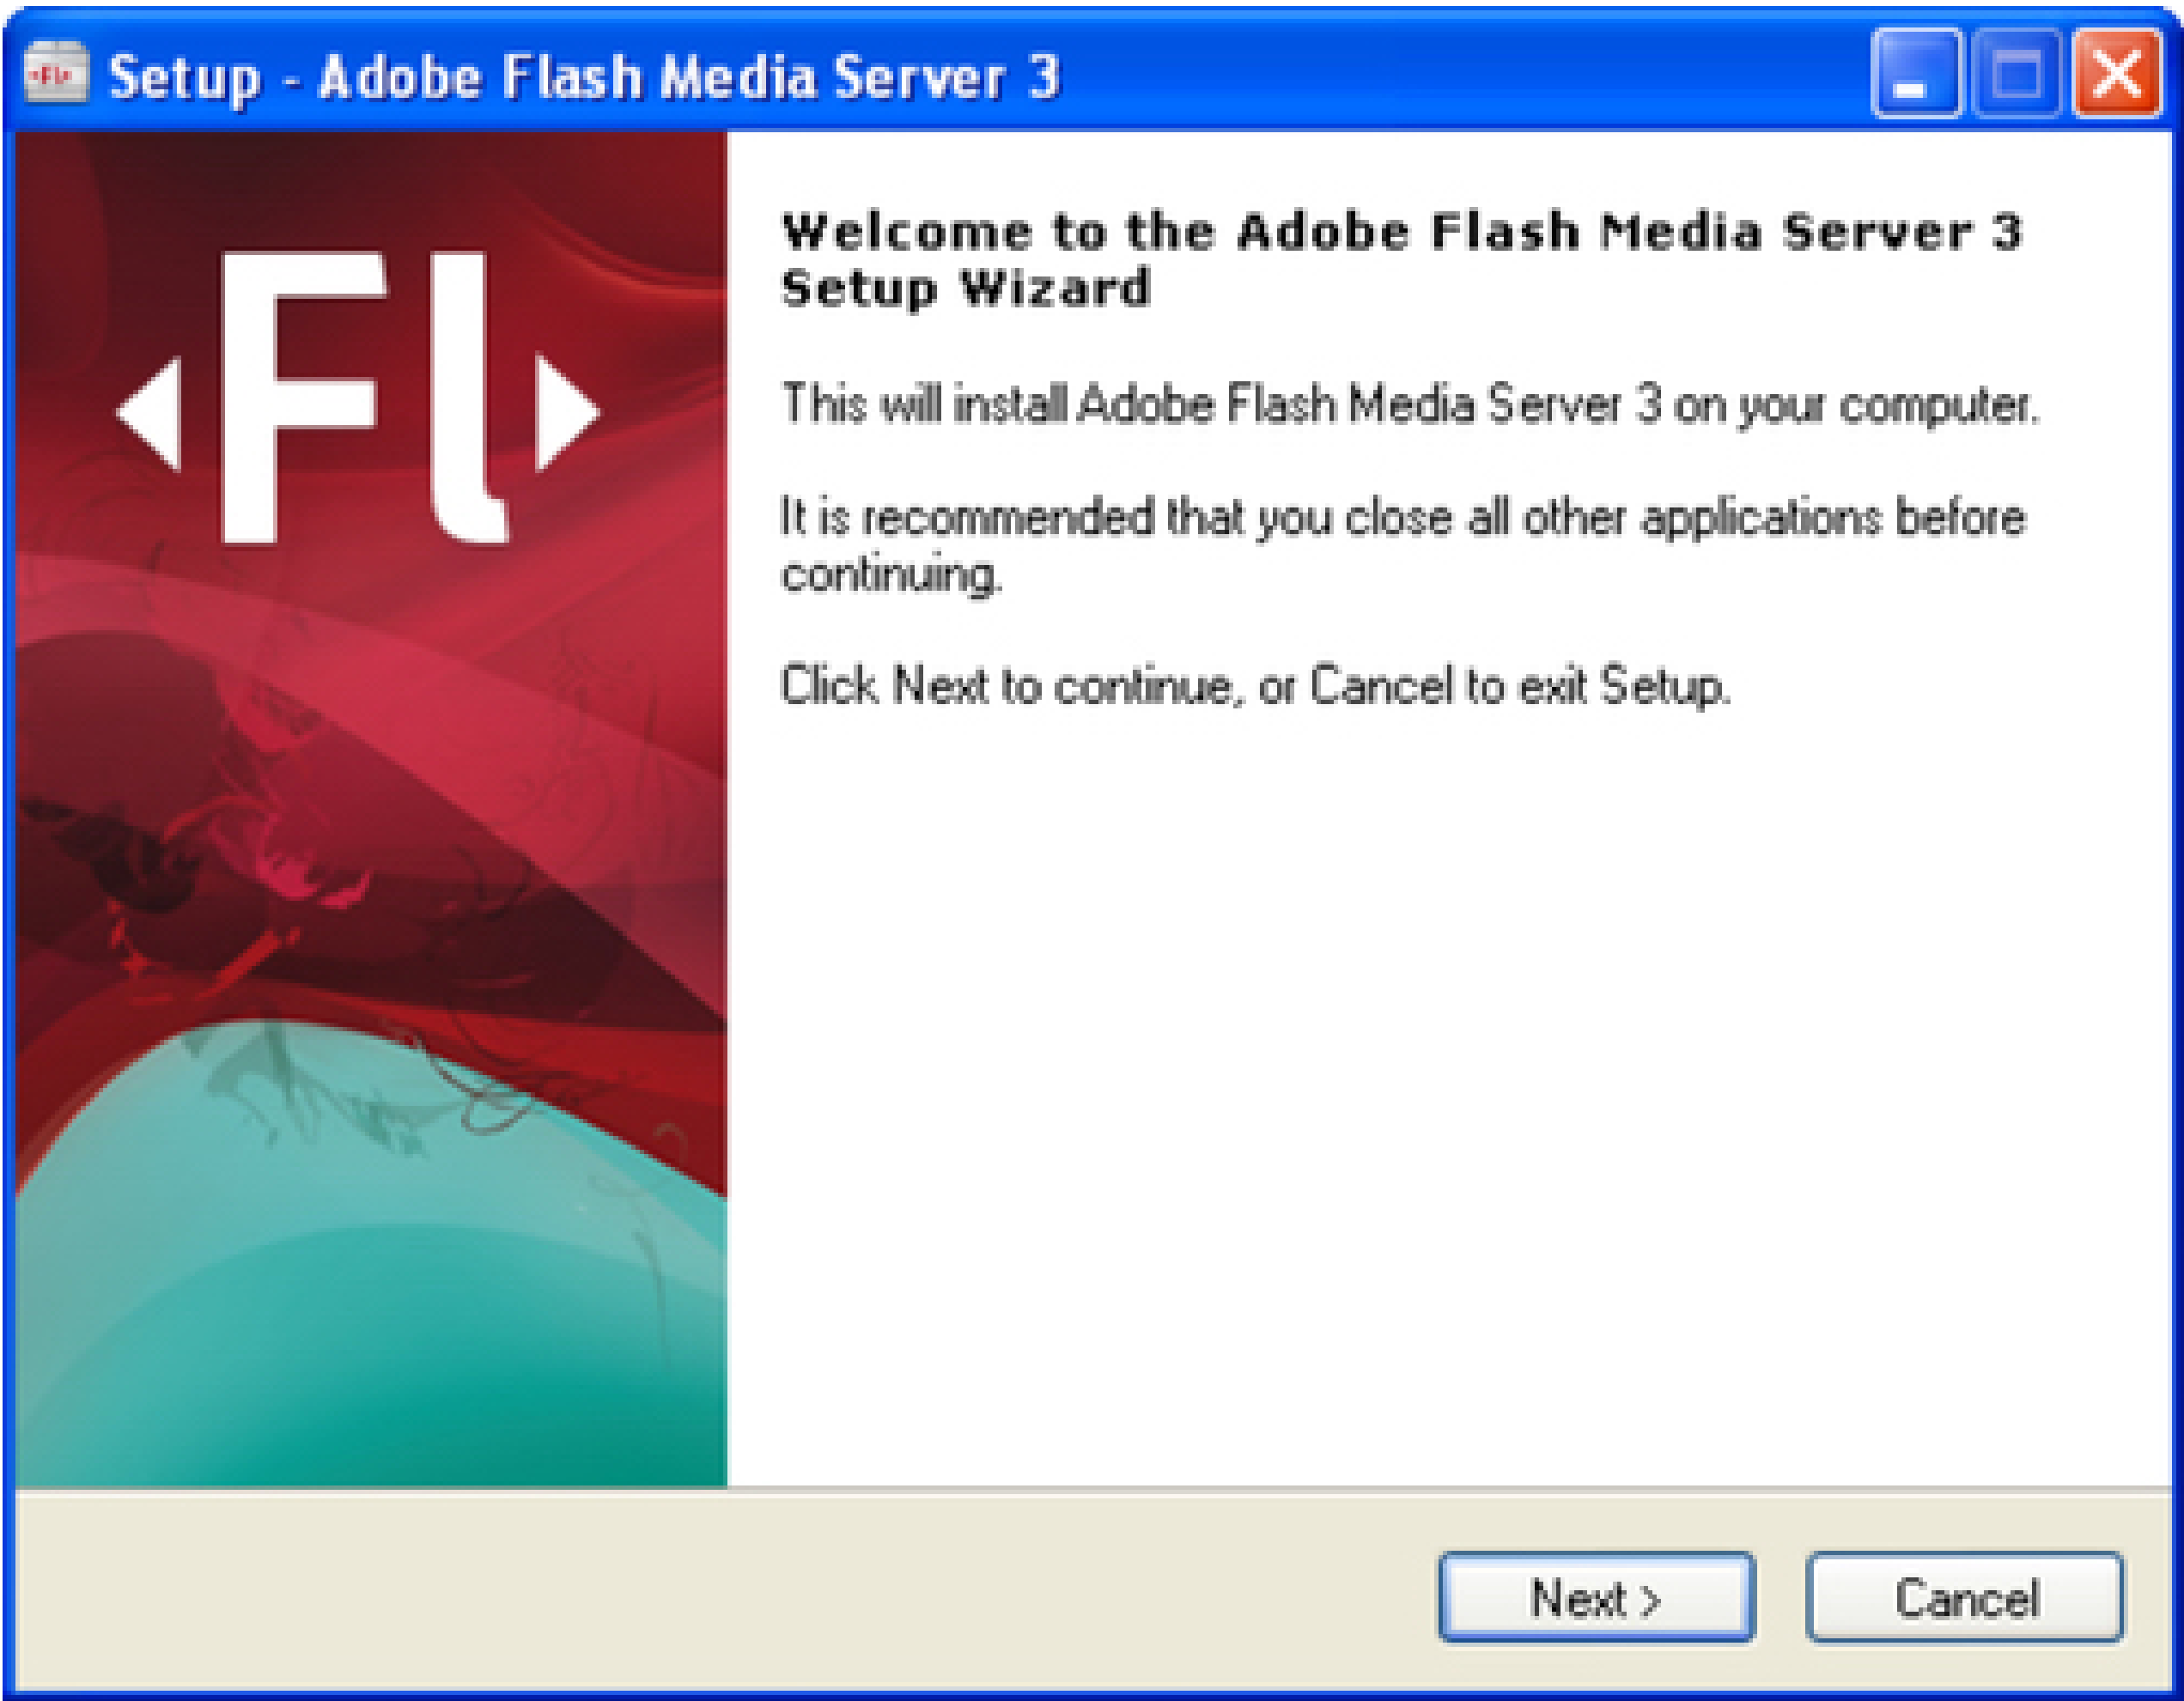 Setup - Adobe Flash Media Server 3
Fl
Welcome to the Adobe Flash Media Server 3
Setup Wizard
This will install Adobe Flash Media Server 3 on your computer.
It is recommended that you close all other applications before
continuing.
Click Next to continue, or Cancel to exit Setup.
Next >
Cancel